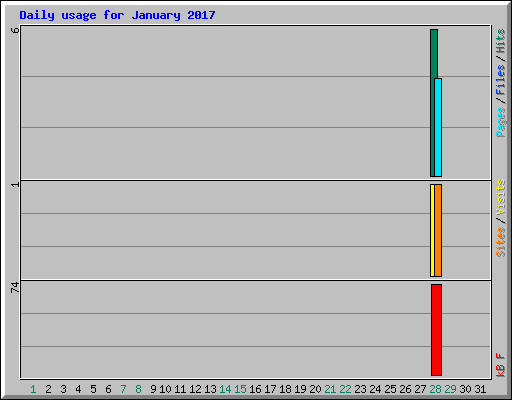 Daily usage for January 2017
6
Pages / Files / Hits
1
Sites / Visits
74
kB F
1 2 3 4 5 6 7 8 9 10 11 12 13 14 15 16 17 18 19 20 21 22 23 24 25 26 27 28 29 30 31